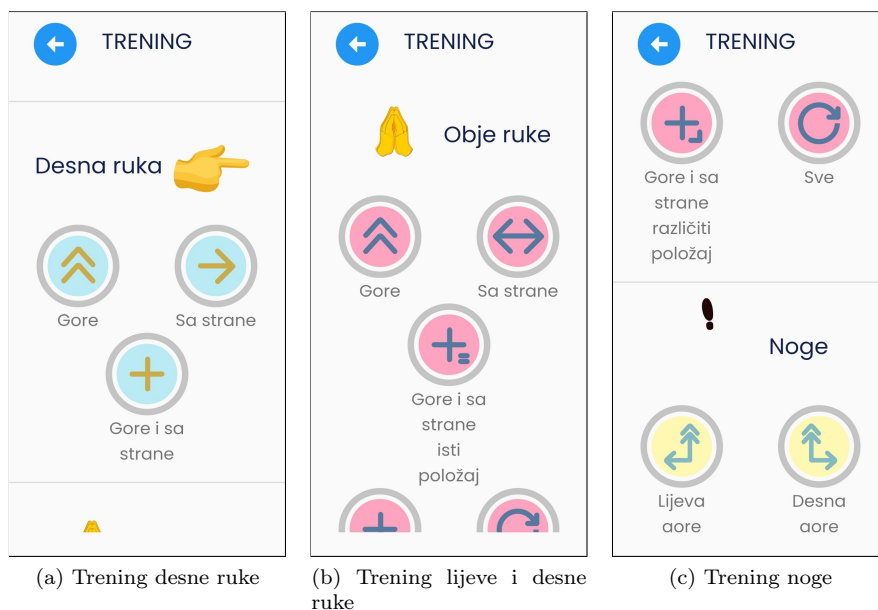 TRENING
Desna ruka
Gore
Sa strane
Gore i sa
strane
(a) Trening desne ruke
TRENING
Obje ruke
Gore
Sa strane
Gore i sa
strane
isti
položaj
(b) Trening lijeve i desne
ruke
TRENING
Gore i sa
strane
različiti
položaj
Sve
Noge
Lijeva
aore
Desna
aore
(c) Trening noge